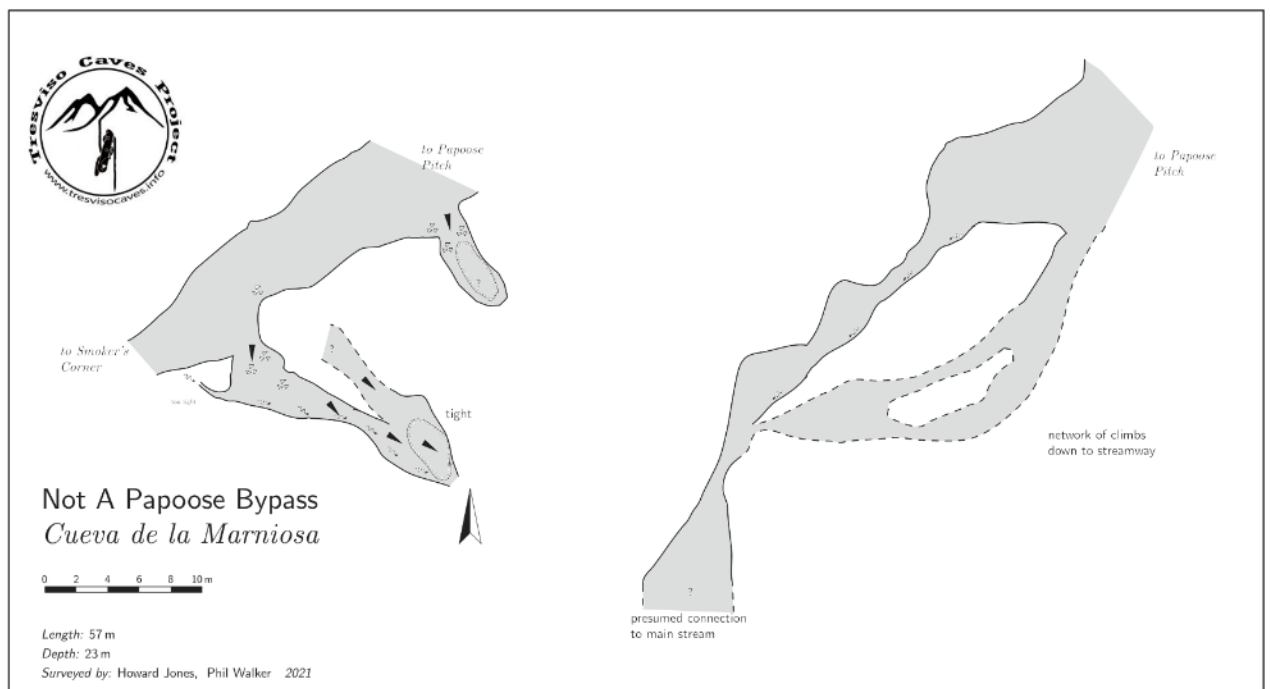 Tresviso Caves Project
www.tresvisocaves.info
to Papoose
Pitch
to Smoker's
Corner
too tight
?
?
tight
to Papoose
Pitch
network of climbs
down to streamway
?
presumed connection
to main stream
Not A Papoose Bypass
Cueva de la Marniosa
0 2 4 6 8 10 m
Length: 57 m
Depth: 23 m
Surveyed by: Howard Jones, Phil Walker 2021